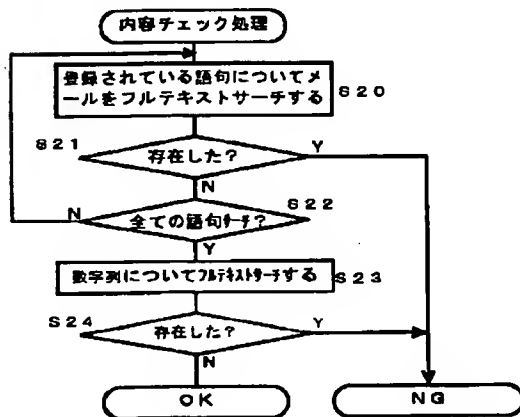 内容チェック処理
登録されている語句についてメ
ールをフルテキストサーチする
S20
S21
存在した?
Y
N
S22
N
全ての語句サーチ?
Y
数字列についてフルテキストサーチする
S23
S24
存在した?
Y
N
OK
NG